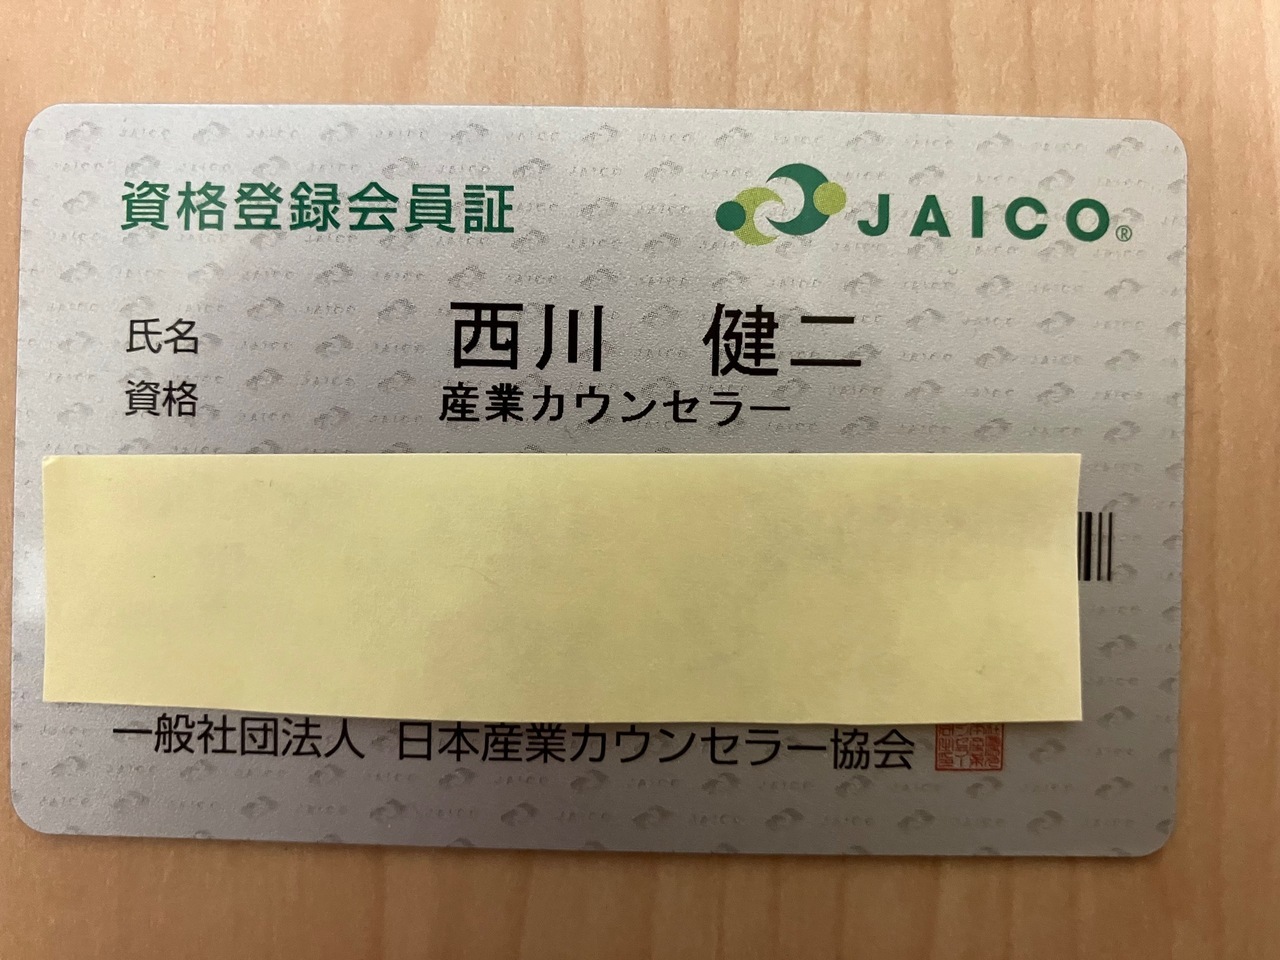 資格登録会員証
JAICO®
氏名 西川 健二
資格 産業カウンセラー
一般社団法人 日本産業カウンセラー協会